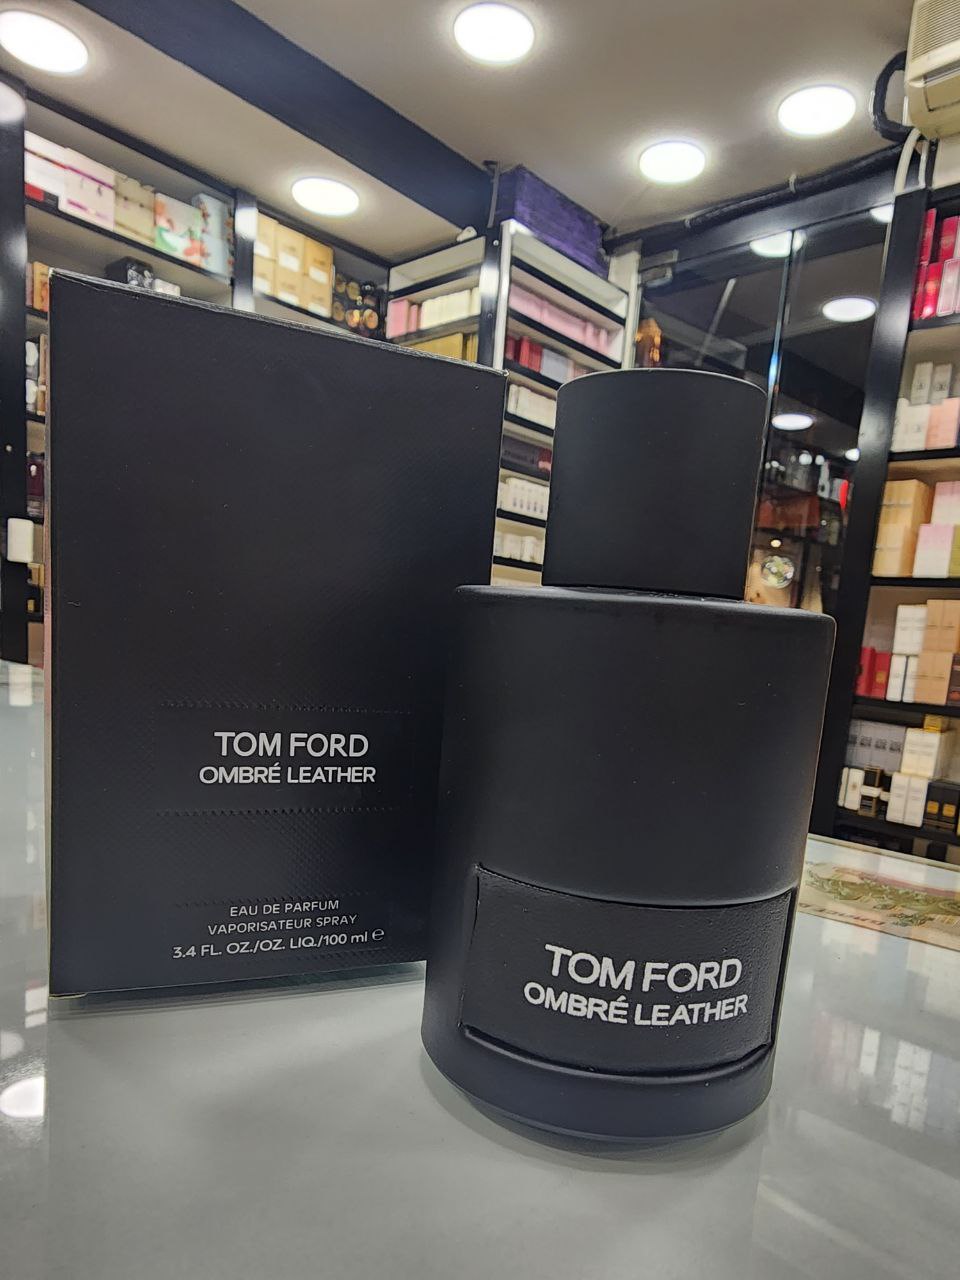 TOM FORD
OMBRÉ LEATHER
EAU DE PARFUM
VAPORISATEUR SPRAY
3.4 FL. OZ./OZ. LIQ./100 ml ℮
TOM FORD
OMBRÉ LEATHER